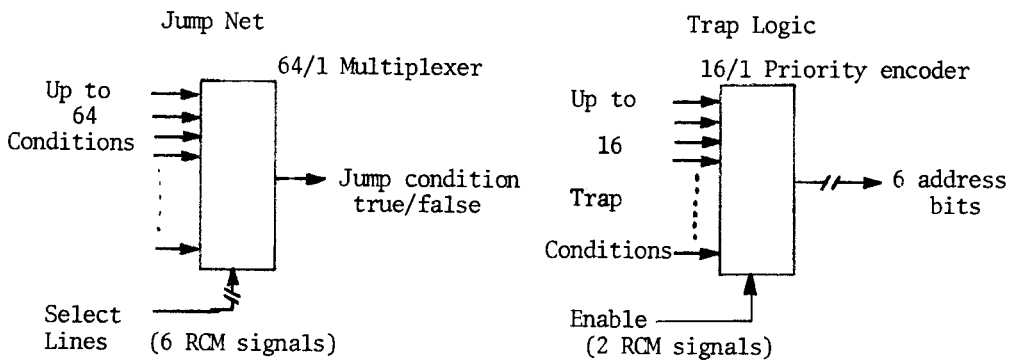 Jump Net
64/1 Multiplexer
Up to
64
Conditions
Jump condition
true/false
Select
Lines
(6 RCM signals)
Trap Logic
16/1 Priority encoder
Up to
16
Trap
Conditions
6 address
bits
Enable
(2 RCM signals)